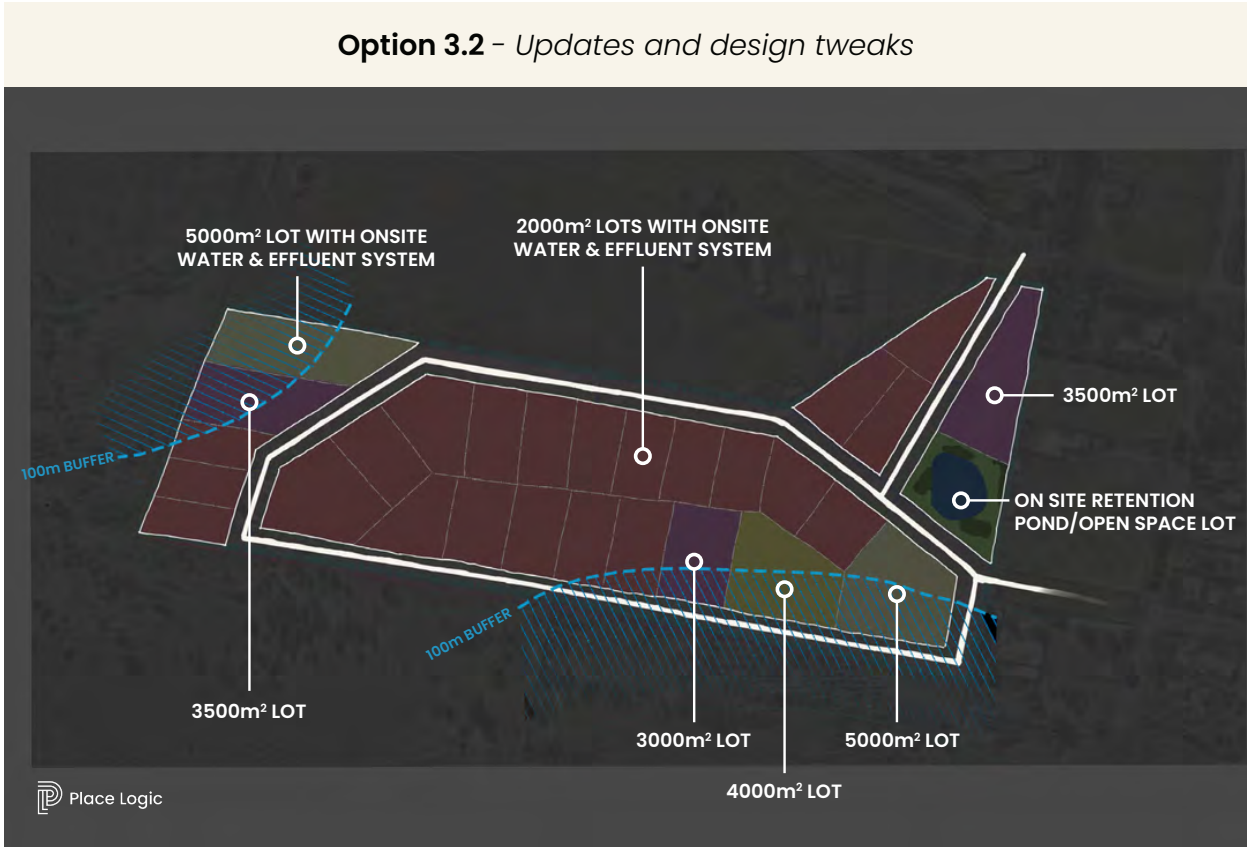 Option 3.2 - Updates and design tweaks
5000m² LOT WITH ONSITE
WATER & EFFLUENT SYSTEM
2000m² LOTS WITH ONSITE
WATER & EFFLUENT SYSTEM
3500m² LOT
100m BUFFER
ON SITE RETENTION
POND/OPEN SPACE LOT
100m BUFFER
3500m² LOT
3000m² LOT
5000m² LOT
4000m² LOT
Place Logic